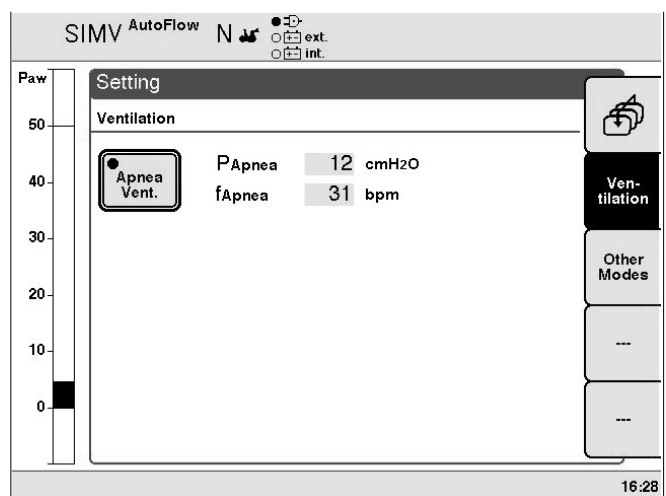 SIMV AutoFlow N
ext.
int.
Paw
50
40
30
20
10
0
Setting
Ventilation
Apnea
Vent.
PApnea 12 cmH2O
fApnea 31 bpm
Ven-
tilation
Other
Modes
---
---
16:28